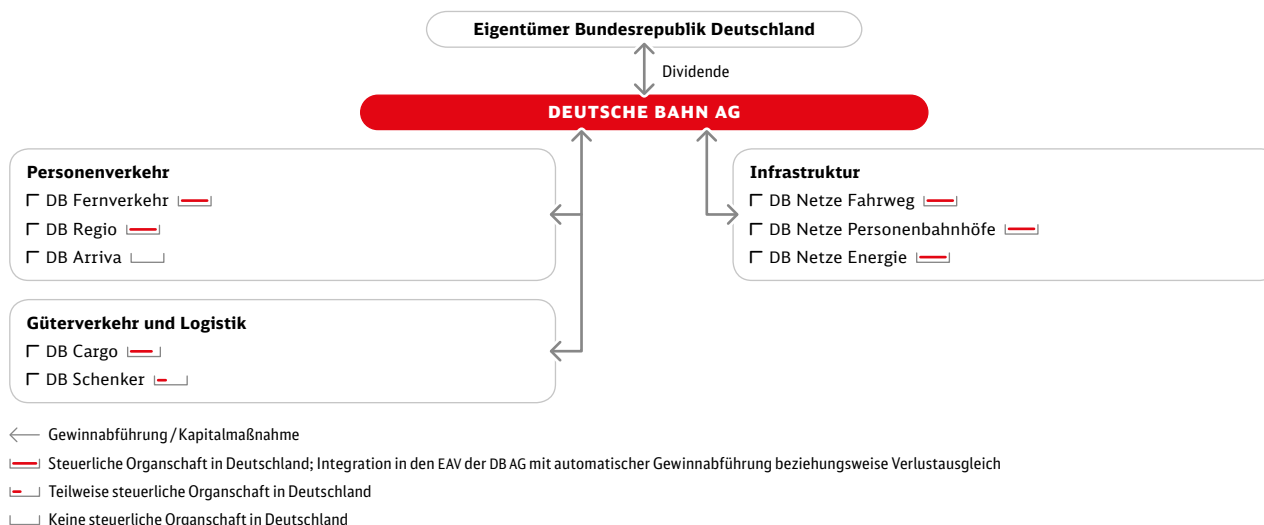 Eigentümer Bundesrepublik Deutschland
Dividende
DEUTSCHE BAHN AG
Personenverkehr
DB Fernverkehr
DB Regio
DB Arriva
Infrastruktur
DB Netze Fahrweg
DB Netze Personenbahnhöfe
DB Netze Energie
Güterverkehr und Logistik
DB Cargo
DB Schenker
Gewinnabführung / Kapitalmaßnahme
Steuerliche Organschaft in Deutschland; Integration in den EAV der DB AG mit automatischer Gewinnabführung beziehungsweise Verlustausgleich
Teilweise steuerliche Organschaft in Deutschland
Keine steuerliche Organschaft in Deutschland